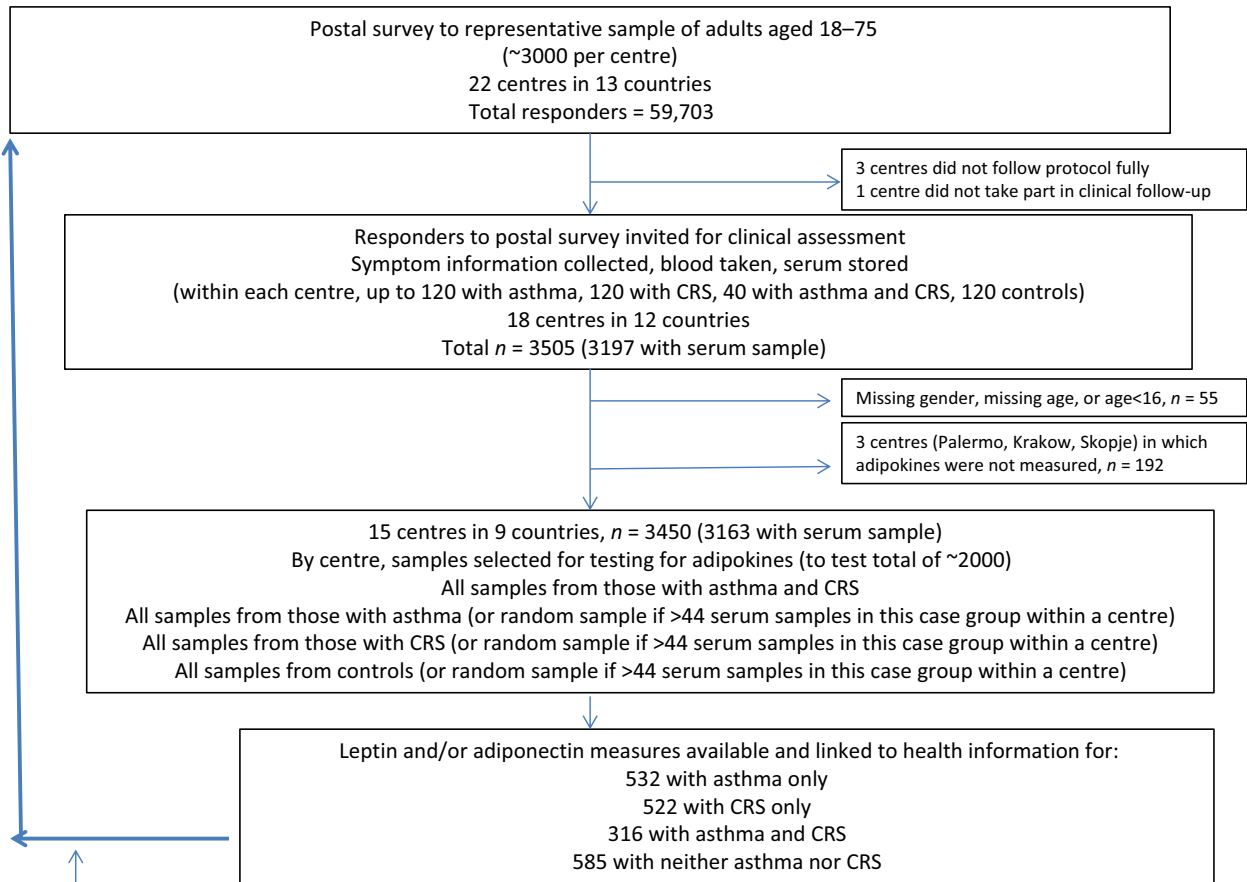 Postal survey to representative sample of adults aged 18–75
(~3000 per centre)
22 centres in 13 countries
Total responders = 59,703
3 centres did not follow protocol fully
1 centre did not take part in clinical follow-up
Responders to postal survey invited for clinical assessment
Symptom information collected, blood taken, serum stored
(within each centre, up to 120 with asthma, 120 with CRS, 40 with asthma and CRS, 120 controls)
18 centres in 12 countries
Total n = 3505 (3197 with serum sample)
Missing gender, missing age, or age<16, n = 55
3 centres (Palermo, Krakow, Skopje) in which
adipokines were not measured, n = 192
15 centres in 9 countries, n = 3450 (3163 with serum sample)
By centre, samples selected for testing for adipokines (to test total of ~2000)
All samples from those with asthma and CRS
All samples from those with asthma (or random sample if >44 serum samples in this case group within a centre)
All samples from those with CRS (or random sample if >44 serum samples in this case group within a centre)
All samples from controls (or random sample if >44 serum samples in this case group within a centre)
Leptin and/or adiponectin measures available and linked to health information for:
532 with asthma only
522 with CRS only
316 with asthma and CRS
585 with neither asthma nor CRS